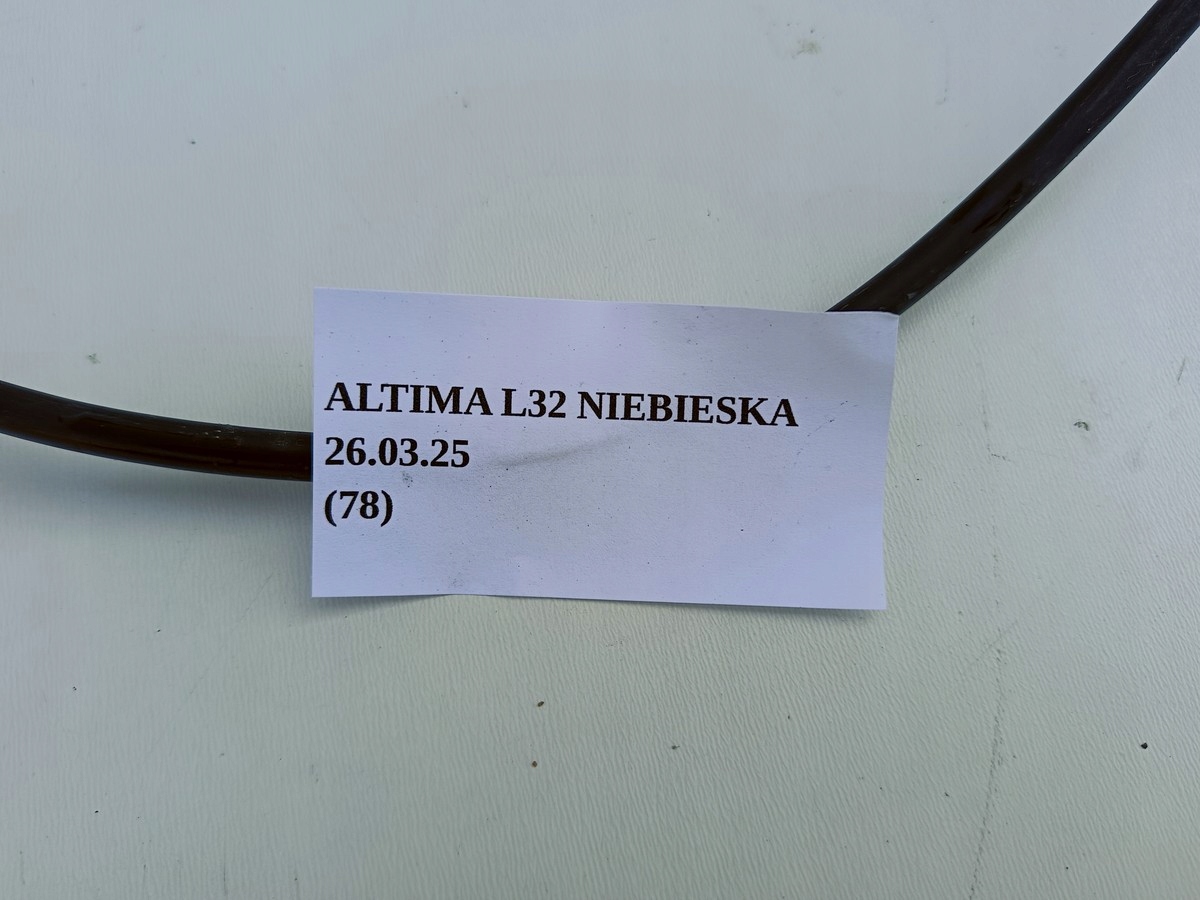 ALTIMA L32 NIEBIESKA
26.03.25
(78)